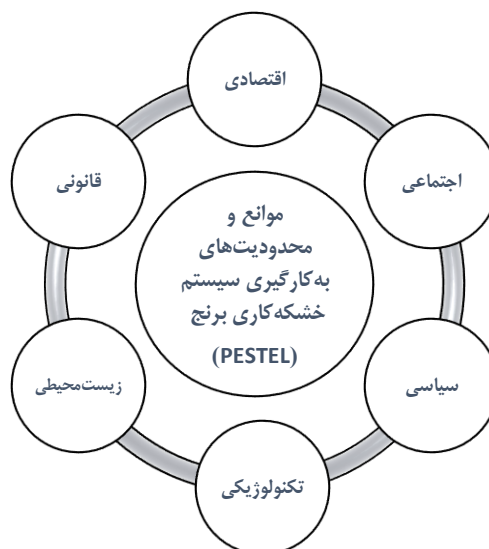 اقتصادی
اجتماعی
قانونی
موانع و
محدودیت‌های
به‌کارگیری سیستم
خشکه‌کاری برنج
(PESTEL)
سیاسی
زیست‌محیطی
تکنولوژیکی